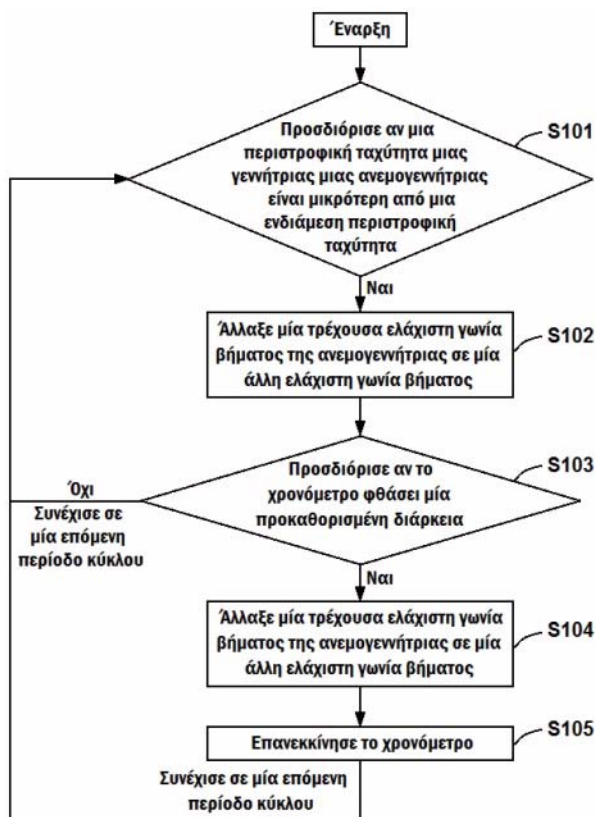 Έναρξη
Προσδιόρισε αν μια
περιστροφική ταχύτητα μιας
γεννήτριας μιας ανεμογεννήτριας
είναι μικρότερη από μια
ενδιάμεση περιστροφική
ταχύτητα
S101
Ναι
Άλλαξε μία τρέχουσα ελάχιστη γωνία
βήματος της ανεμογεννήτριας σε μία
άλλη ελάχιστη γωνία βήματος
S102
Προσδιόρισε αν το
χρονόμετρο φθάσει μία
προκαθορισμένη διάρκεια
S103
Όχι
Συνέχισε σε
μία επόμενη
περίοδο κύκλου
Ναι
Άλλαξε μία τρέχουσα ελάχιστη γωνία
βήματος της ανεμογεννήτριας σε μία
άλλη ελάχιστη γωνία βήματος
S104
Επανεκκίνησε το χρονόμετρο
S105
Συνέχισε σε μία επόμενη
περίοδο κύκλου